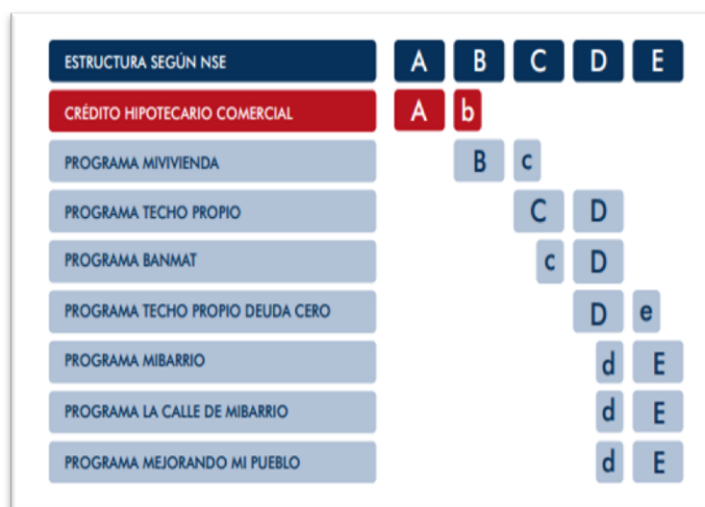 ESTRUCTURA SEGÚN NSE A B C D E
CRÉDITO HIPOTECARIO COMERCIAL A b
PROGRAMA MIVIVIENDA B c
PROGRAMA TECHO PROPIO C D
PROGRAMA BANMAT c D
PROGRAMA TECHO PROPIO DEUDA CERO D e
PROGRAMA MIBARRIO d E
PROGRAMA LA CALLE DE MIBARRIO d E
PROGRAMA MEJORANDO MI PUEBLO d E